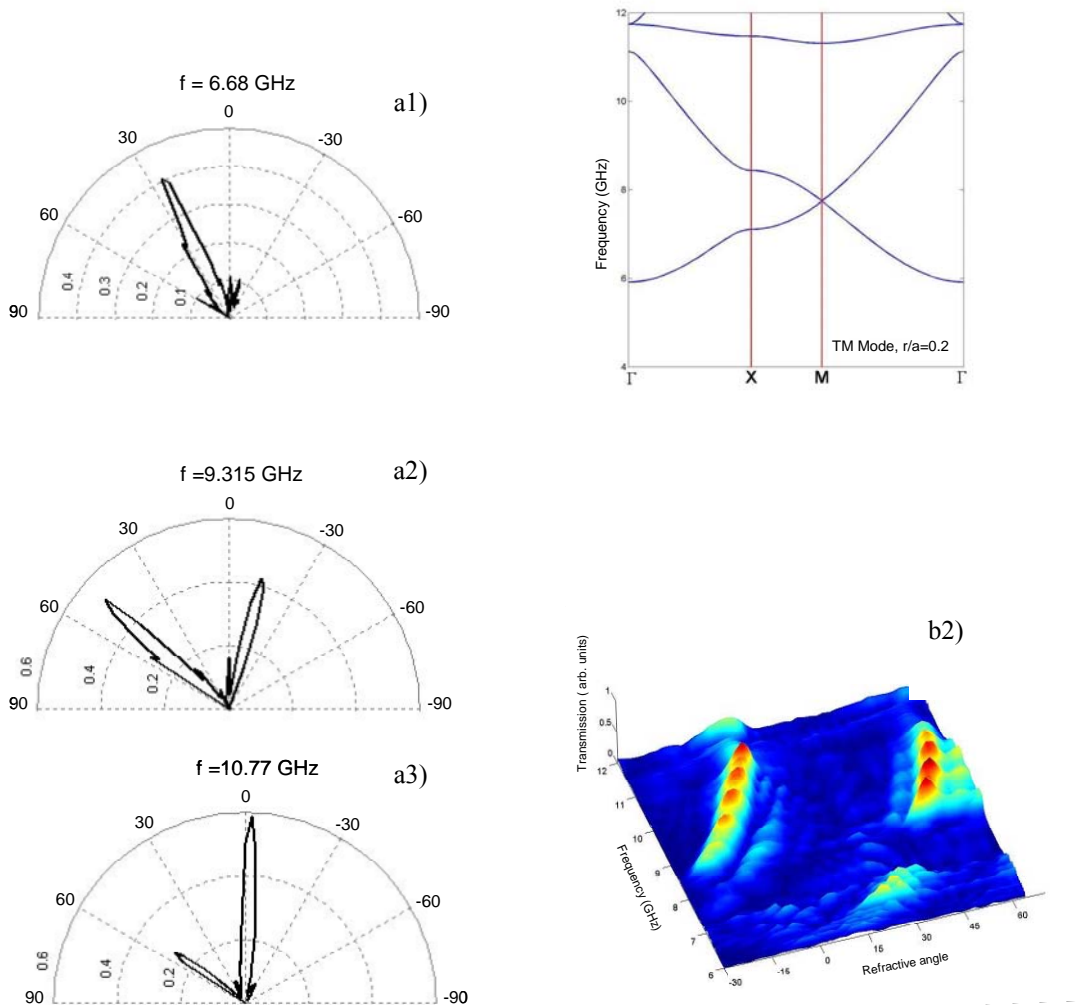 f = 6.68 GHz
a1)
0
30 -30
60 -60
0.4 0.3 0.2 0.1
90 -90
12
10
8
6
4
Frequency (GHz)
TM Mode, r/a=0.2
Γ X M Γ
f =9.315 GHz
a2)
0
30 -30
60 -60
0.6 0.4 0.2
90 -90
f =10.77 GHz
a3)
0
30 -30
60 -60
0.6 0.4 0.2
90 -90
b2)
Transmission ( arb. units)
1
0.5
0
12
11
10
9
8
7
6
Frequency (GHz)
-30 -15 0 15 30 45 60
Refractive angle